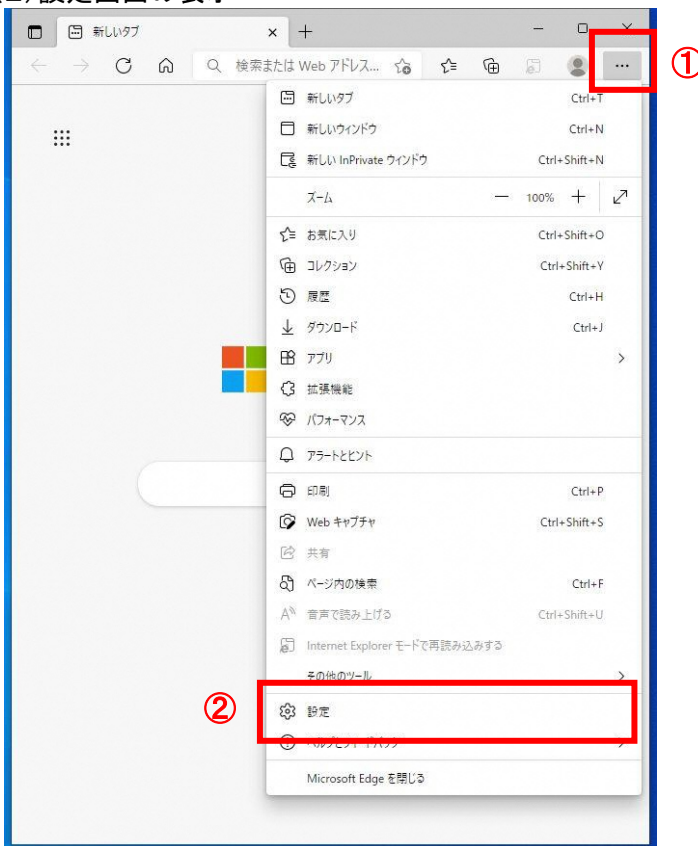 設定画面の表示
新しいタブ
検索または Web アドレス...
①
新しいタブ Ctrl+T
新しいウィンドウ Ctrl+N
新しい InPrivate ウィンドウ Ctrl+Shift+N
ズーム 100%
お気に入り Ctrl+Shift+O
コレクション Ctrl+Shift+Y
履歴 Ctrl+H
ダウンロード Ctrl+J
アプリ
拡張機能
パフォーマンス
アラートとヒント
印刷 Ctrl+P
Web キャプチャ Ctrl+Shift+S
共有
ページ内の検索 Ctrl+F
音声で読み上げる Ctrl+Shift+U
Internet Explorer モードで再読み込みする
その他のツール
② 設定
Microsoft Edge を閉じる